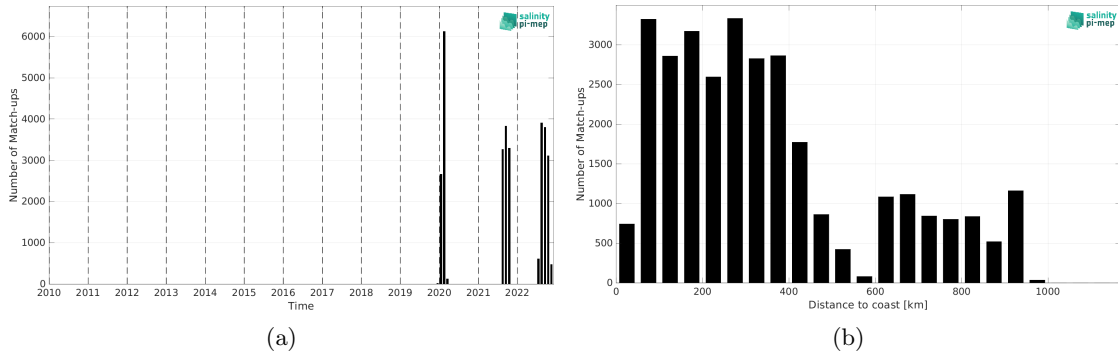 salinity
pi-mep
Number of Match-ups
6000
5000
4000
3000
2000
1000
0
2010 2011 2012 2013 2014 2015 2016 2017 2018 2019 2020 2021 2022
Time
(a)
salinity
pi-mep
Number of Match-ups
3000
2500
2000
1500
1000
500
0
0 200 400 600 800 1000
Distance to coast [km]
(b)